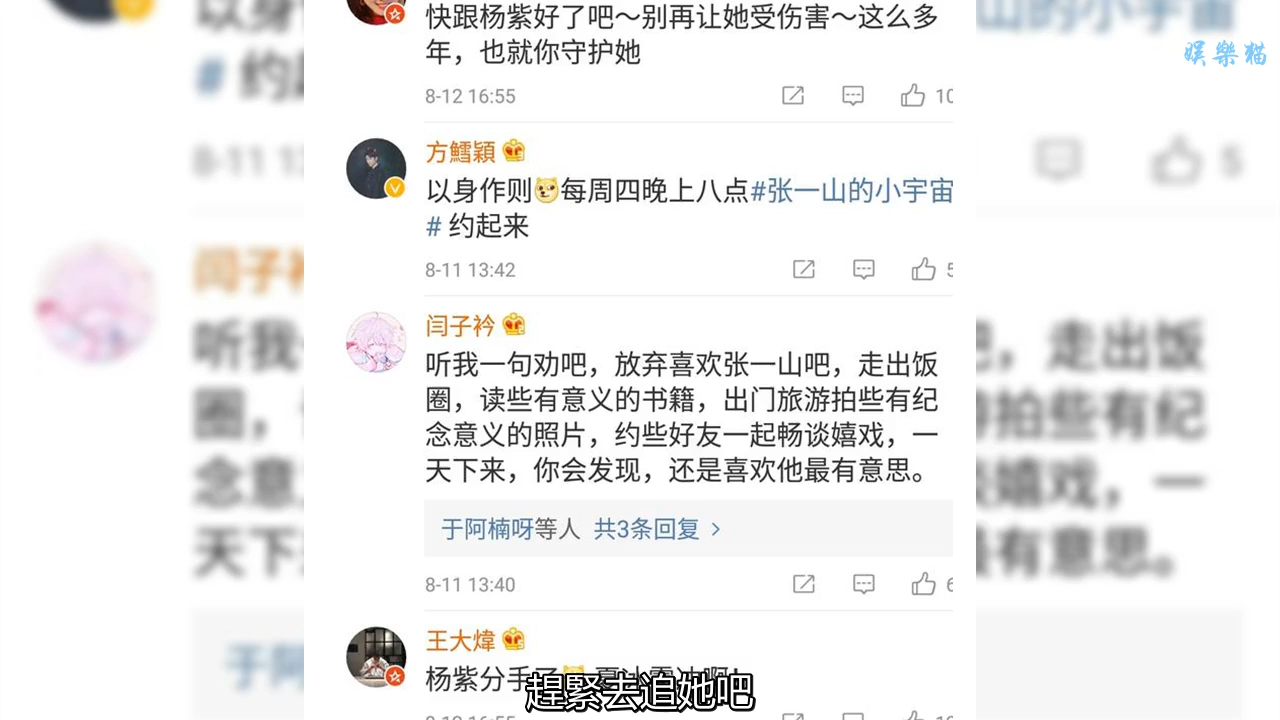 快跟杨紫好了吧～别再让她受伤害～这么多
年，也就你守护她
娱樂猫
8-12 16:55
10
方鱈穎
以身作则每周四晚上八点#张一山的小宇宙
# 约起来
8-11 13:42
5
闫子衿
听我一句劝吧，放弃喜欢张一山吧，走出饭
圈，读些有意义的书籍，出门旅游拍些有纪
念意义的照片，约些好友一起畅谈嬉戏，一
天下来，你会发现，还是喜欢他最有意思。
于阿楠呀等人 共3条回复 >
8-11 13:40
6
王大煒
杨紫分手了
趕緊去追她吧